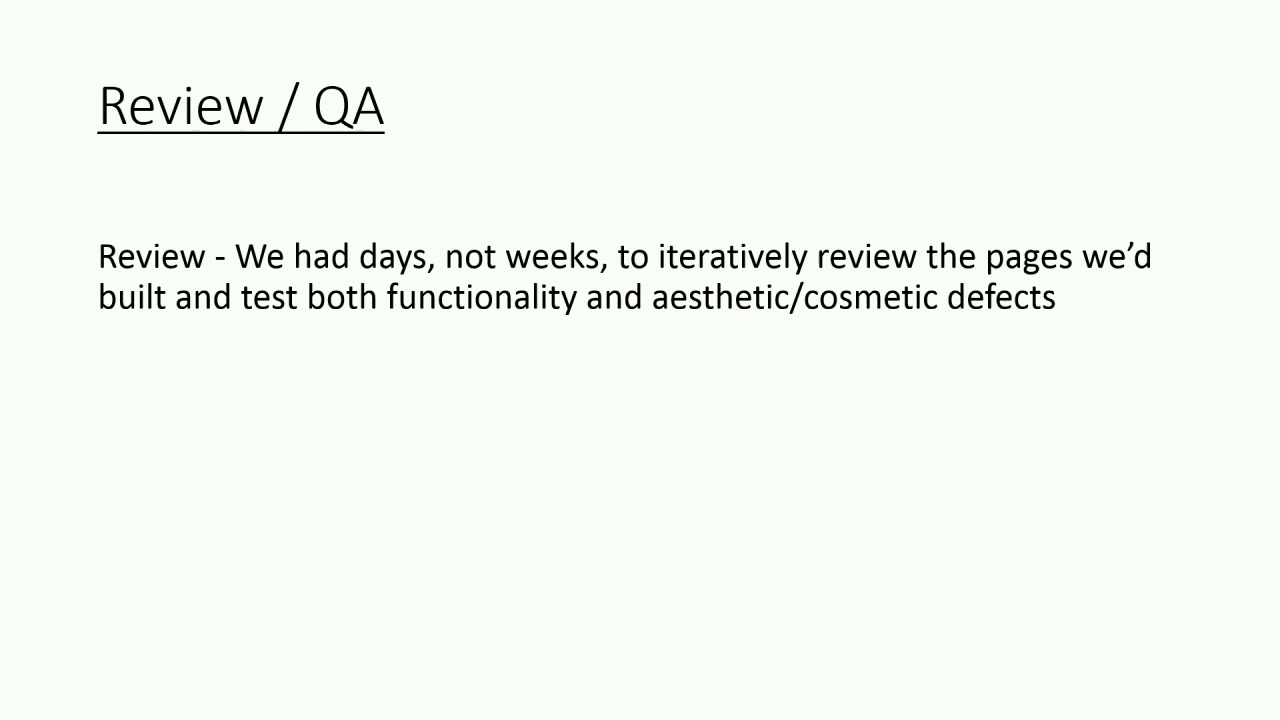 Review / QA
Review - We had days, not weeks, to iteratively review the pages we’d
built and test both functionality and aesthetic/cosmetic defects